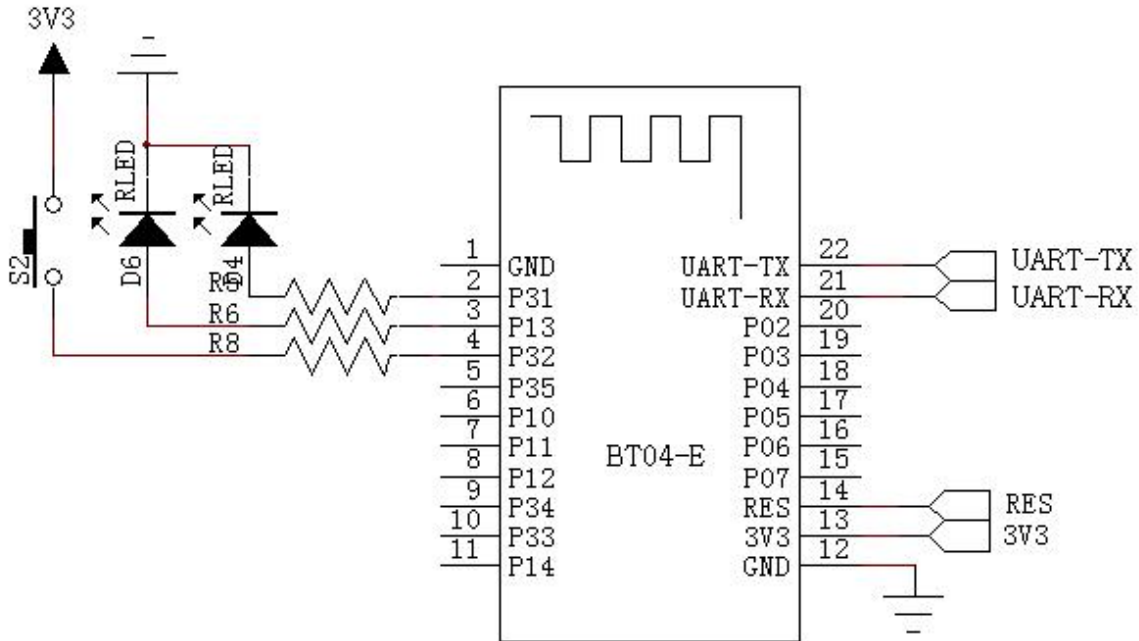 3V3
RLED
RLED
S2
D6
D4
R5
R6
R8
1 GND
2 P31
3 P13
4 P32
5 P35
6 P10
7 P11
8 P12
9 P34
10 P33
11 P14
BT04-E
UART-TX 22 UART-TX
UART-RX 21 UART-RX
P02 20
P03 19
P04 18
P05 17
P06 16
P07 15
RES 14 RES
3V3 13 3V3
GND 12